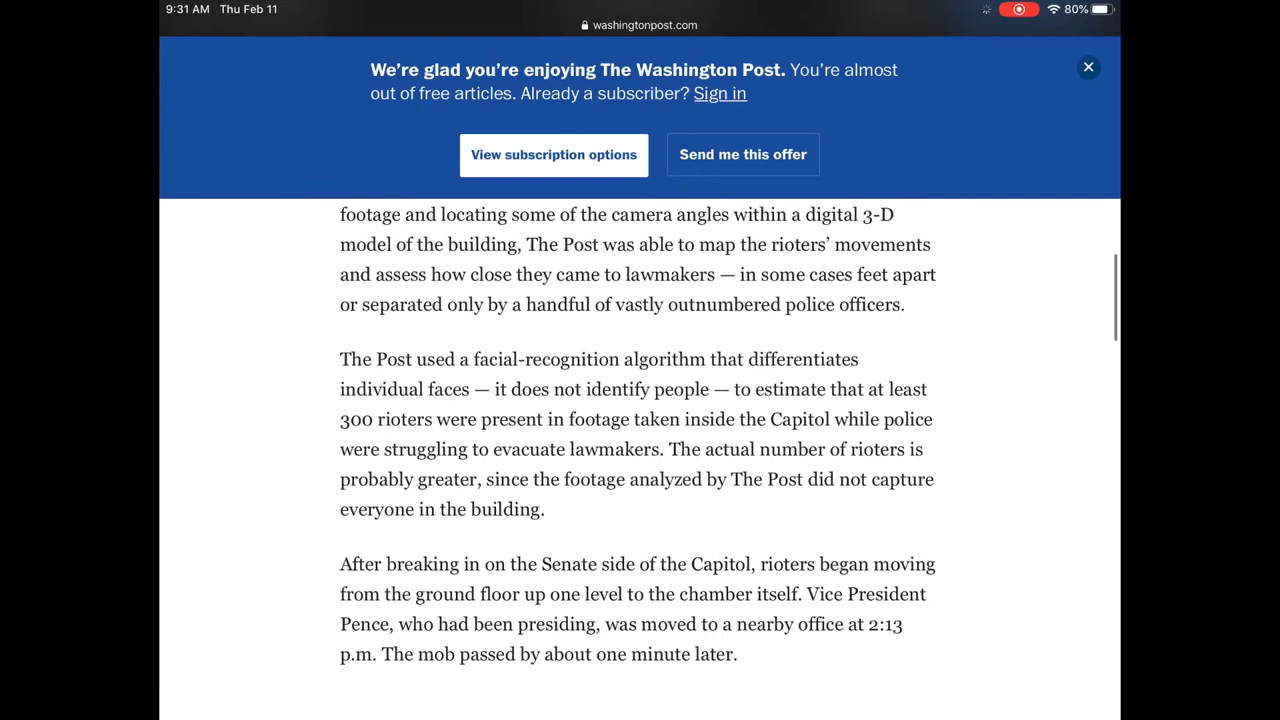 9:31 AM Thu Feb 11
80%
washingtonpost.com
We're glad you're enjoying The Washington Post. You're almost
out of free articles. Already a subscriber? Sign in
View subscription options
Send me this offer
footage and locating some of the camera angles within a digital 3-D
model of the building, The Post was able to map the rioters' movements
and assess how close they came to lawmakers — in some cases feet apart
or separated only by a handful of vastly outnumbered police officers.
The Post used a facial-recognition algorithm that differentiates
individual faces — it does not identify people — to estimate that at least
300 rioters were present in footage taken inside the Capitol while police
were struggling to evacuate lawmakers. The actual number of rioters is
probably greater, since the footage analyzed by The Post did not capture
everyone in the building.
After breaking in on the Senate side of the Capitol, rioters began moving
from the ground floor up one level to the chamber itself. Vice President
Pence, who had been presiding, was moved to a nearby office at 2:13
p.m. The mob passed by about one minute later.